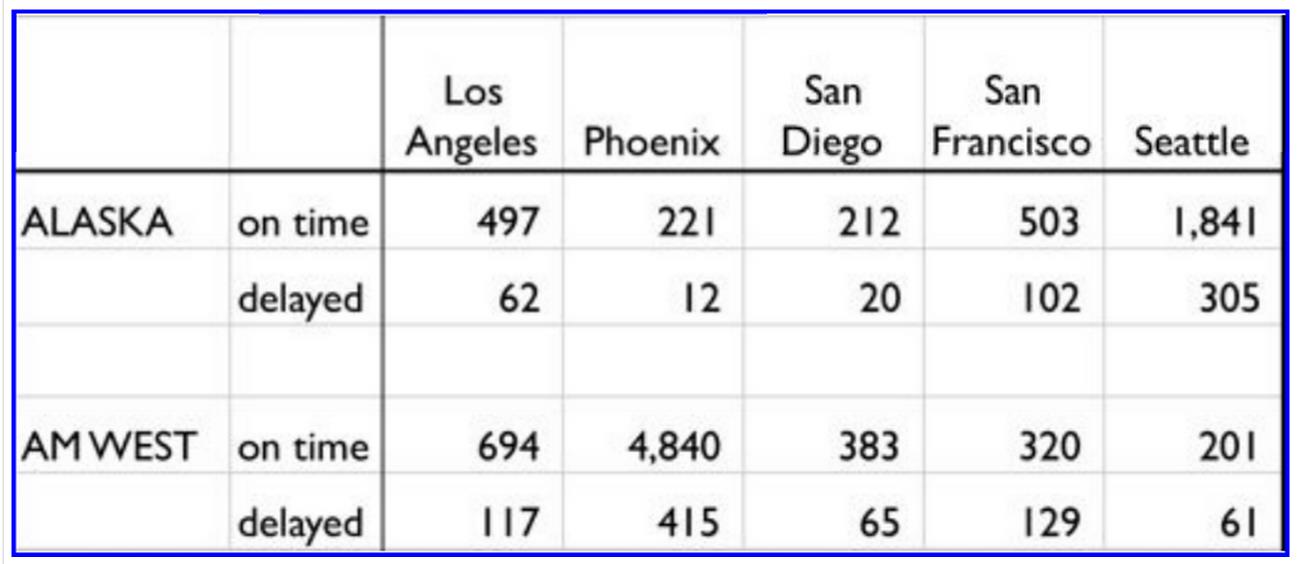 Los Angeles Phoenix San Diego San Francisco Seattle
ALASKA on time 497 221 212 503 1,841
delayed 62 12 20 102 305
AM WEST on time 694 4,840 383 320 201
delayed 117 415 65 129 61